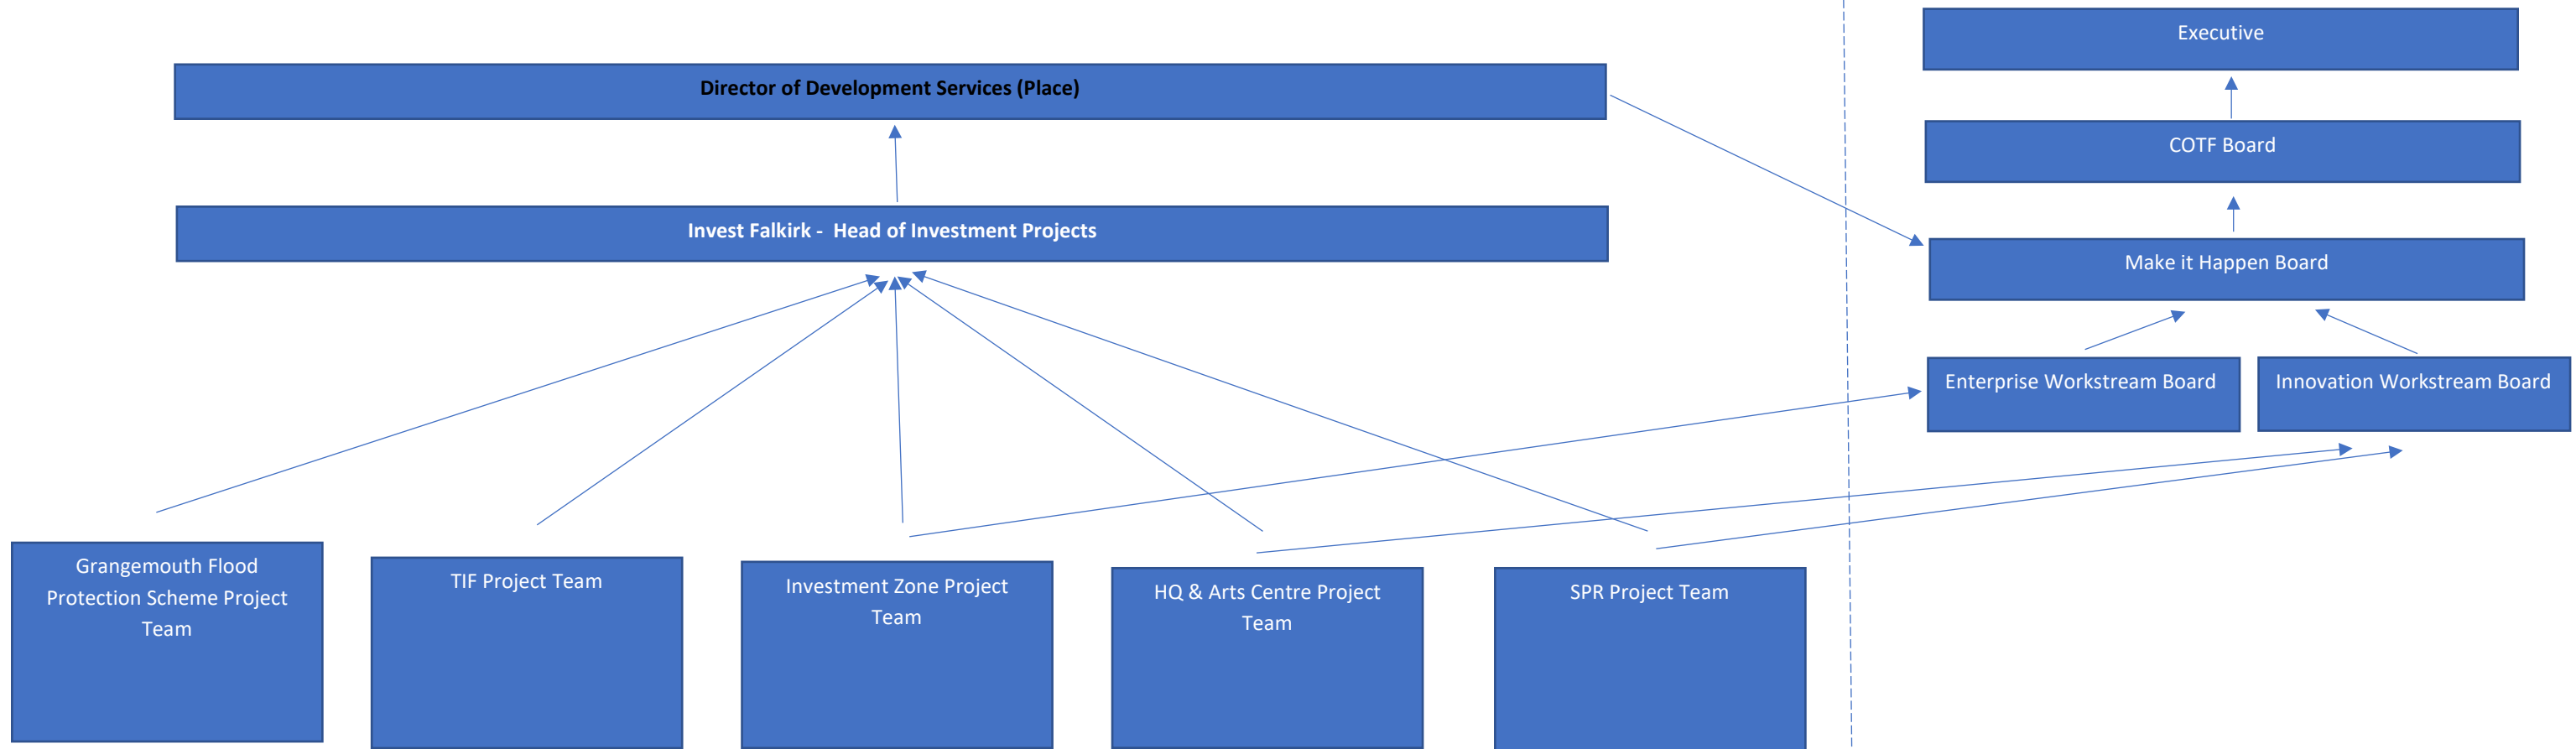 Executive
Director of Development Services (Place)
COTF Board
Invest Falkirk - Head of Investment Projects
Make it Happen Board
Enterprise Workstream Board
Innovation Workstream Board
Grangemouth Flood
Protection Scheme Project
Team
TIF Project Team
Investment Zone Project
Team
HQ & Arts Centre Project
Team
SPR Project Team